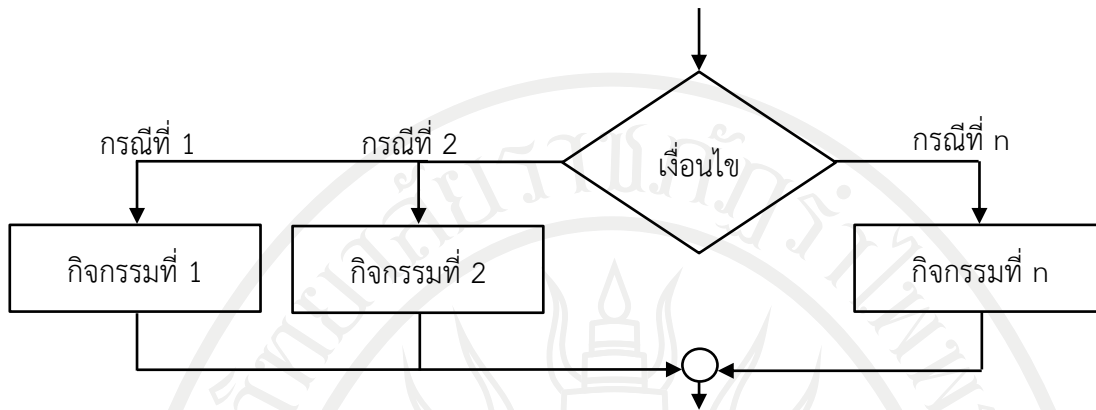 กรณีที่ 1
กรณีที่ 2
กรณีที่ n
เงื่อนไข
กิจกรรมที่ 1
กิจกรรมที่ 2
กิจกรรมที่ n